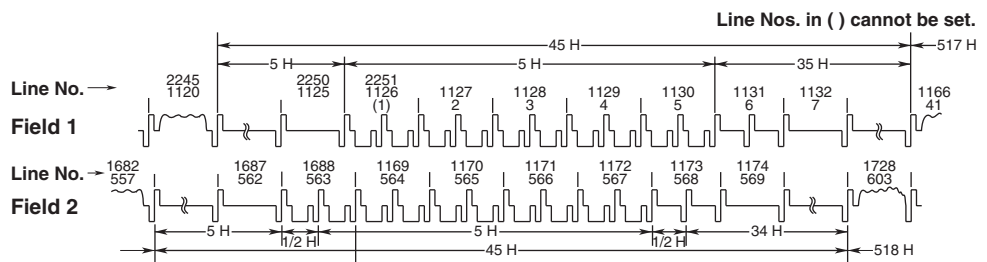 Line Nos. in ( ) cannot be set.
45 H 517 H
5 H 5 H 35 H
Line No. → 2245 2250 2251 1127 1128 1129 1130 1131 1132 1166
1120 1125 1126 2 3 4 5 6 7 41
(1)
Field 1
Line No. → 1682 1687 1688 1169 1170 1171 1172 1173 1174 1728
557 562 563 564 565 566 567 568 569 603
Field 2
5 H 1/2 H 5 H 1/2 H 34 H
45 H 518 H